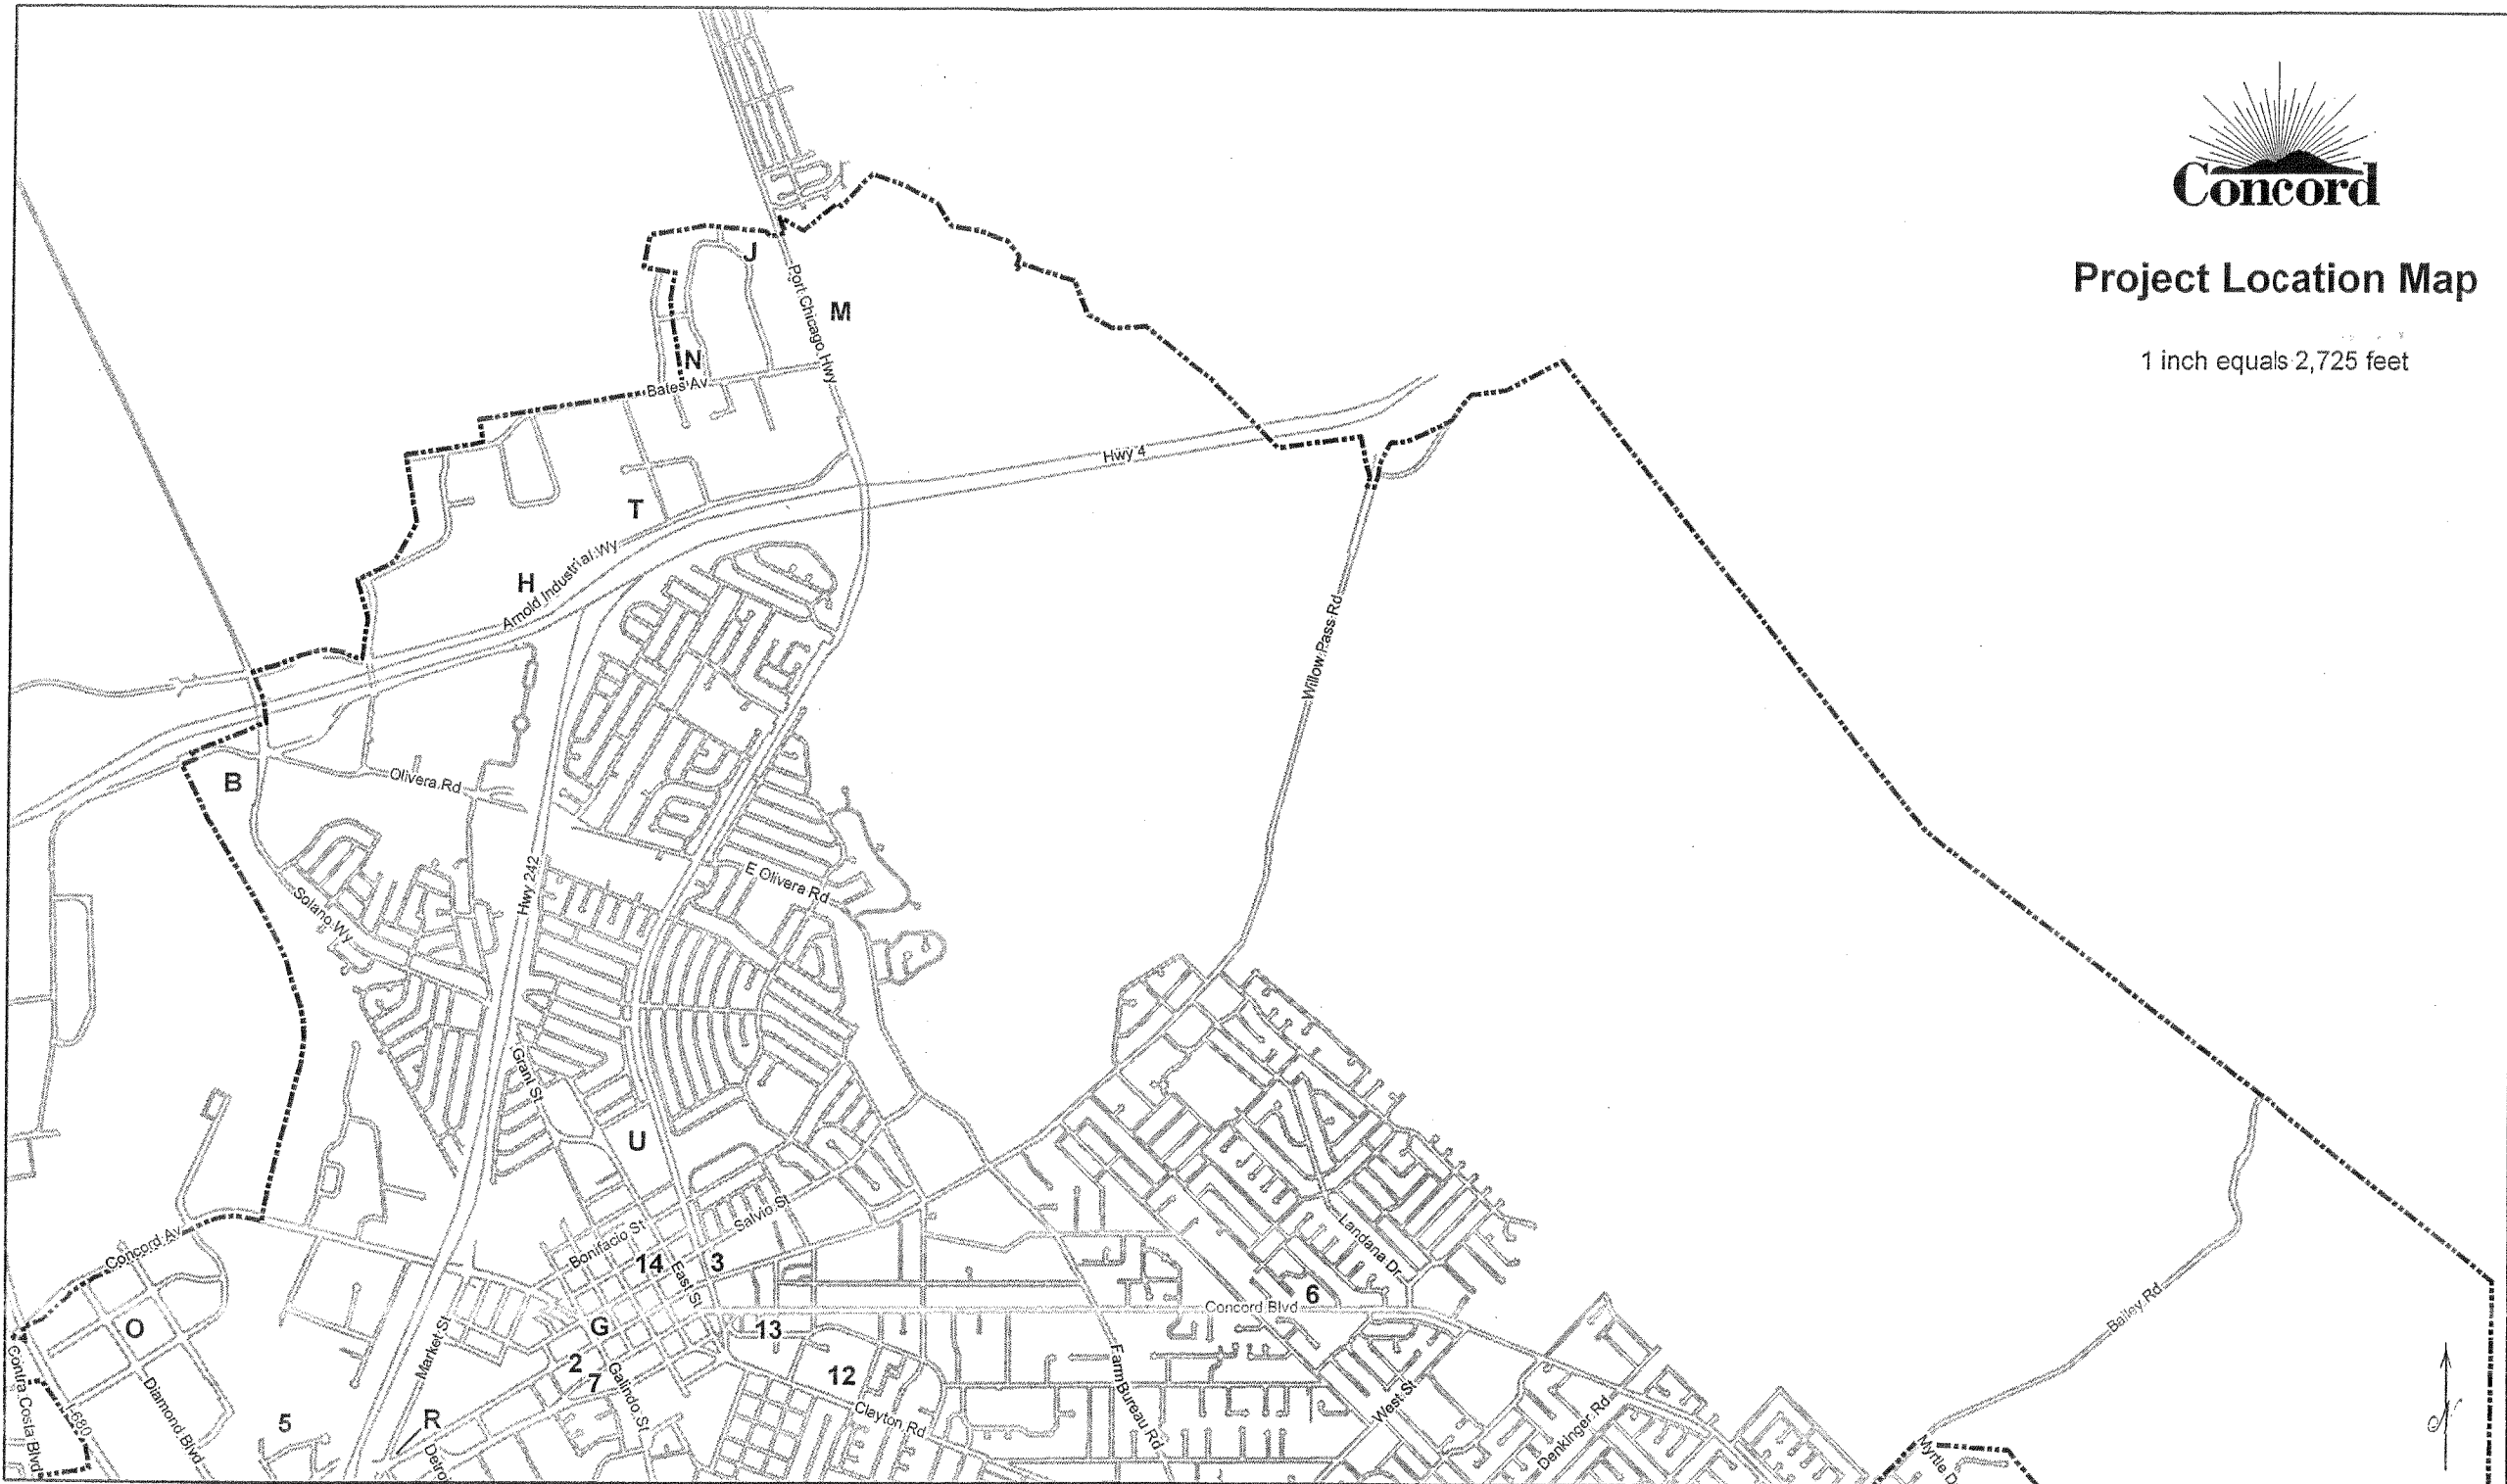 Concord
Project Location Map
1 inch equals 2,725 feet
J
Port Chicago Hwy
M
N
Bates Av
Hwy 4
T
Arnold Industrial Wy
H
Willow Pass Rd
B
Olivera Rd
Hwy 242
E Olivera Rd
Solano Wy
Grant St
U
Salvio St
Bonifacio St
Concord Av
14
3
East St
Landana Dr
6
Concord Blvd
Bailey Rd
O
G
13
Market St
2
7
Galindo St
12
Contra Costa Blvd
I-680
Diamond Blvd
5
R
Clayton Rd
Farm Bureau Rd
West St
Denkinger Rd
Detro
Myrtle D